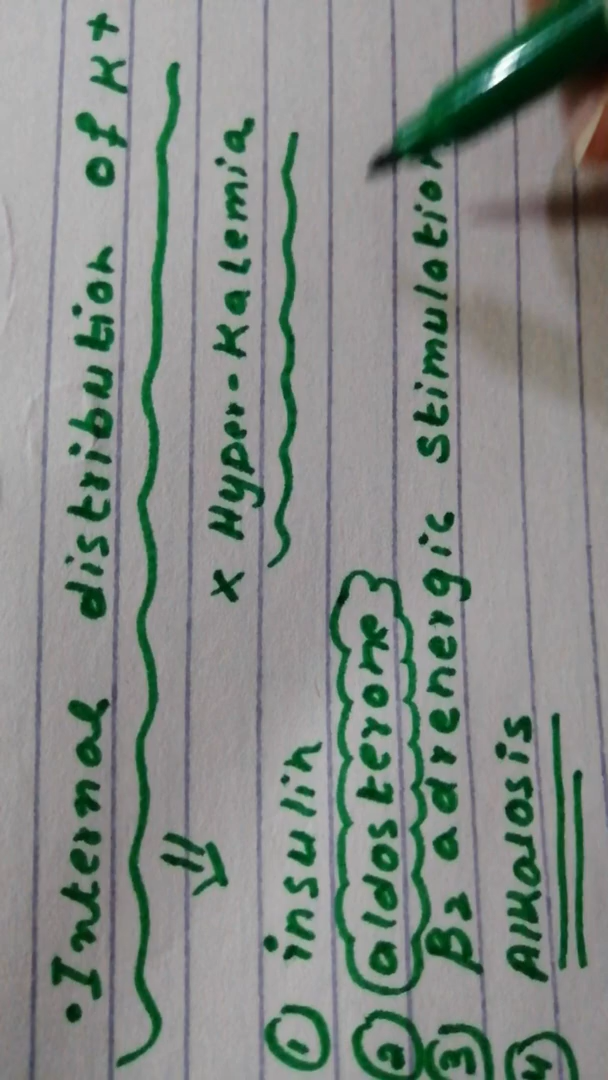 •Internal distribution of K+
⇓
x Hyper-Kalemia
① insulin
② aldosterone
③ β2 adrenergic stimulation
④ Alkalosis